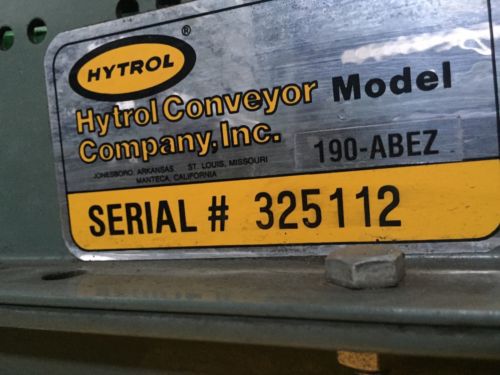 HYTROL
®
Hytrol Conveyor Model
Company, Inc. 190-ABEZ
JONESBORO, ARKANSAS ST. LOUIS, MISSOURI
MANTECA, CALIFORNIA
SERIAL # 325112